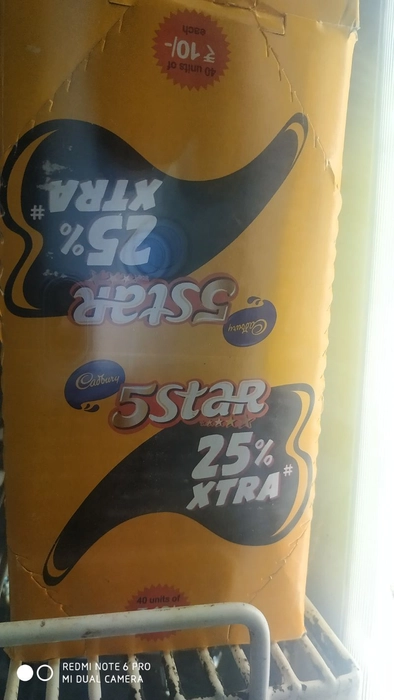 40 units of
₹ 10/-
each
25%
XTRA#
5Star
Cadbury
Cadbury
5Star
25%
XTRA#
40 units of
REDMI NOTE 6 PRO
MI DUAL CAMERA